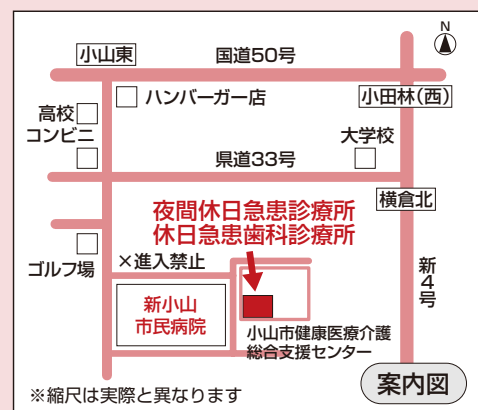 N
小山東
国道50号
ハンバーガー店
小田林(西)
高校
コンビニ
大学校
県道33号
横倉北
夜間休日急患診療所
休日急患歯科診療所
ゴルフ場
×進入禁止
新4号
新小山
市民病院
小山市健康医療介護
総合支援センター
※縮尺は実際と異なります
案内図